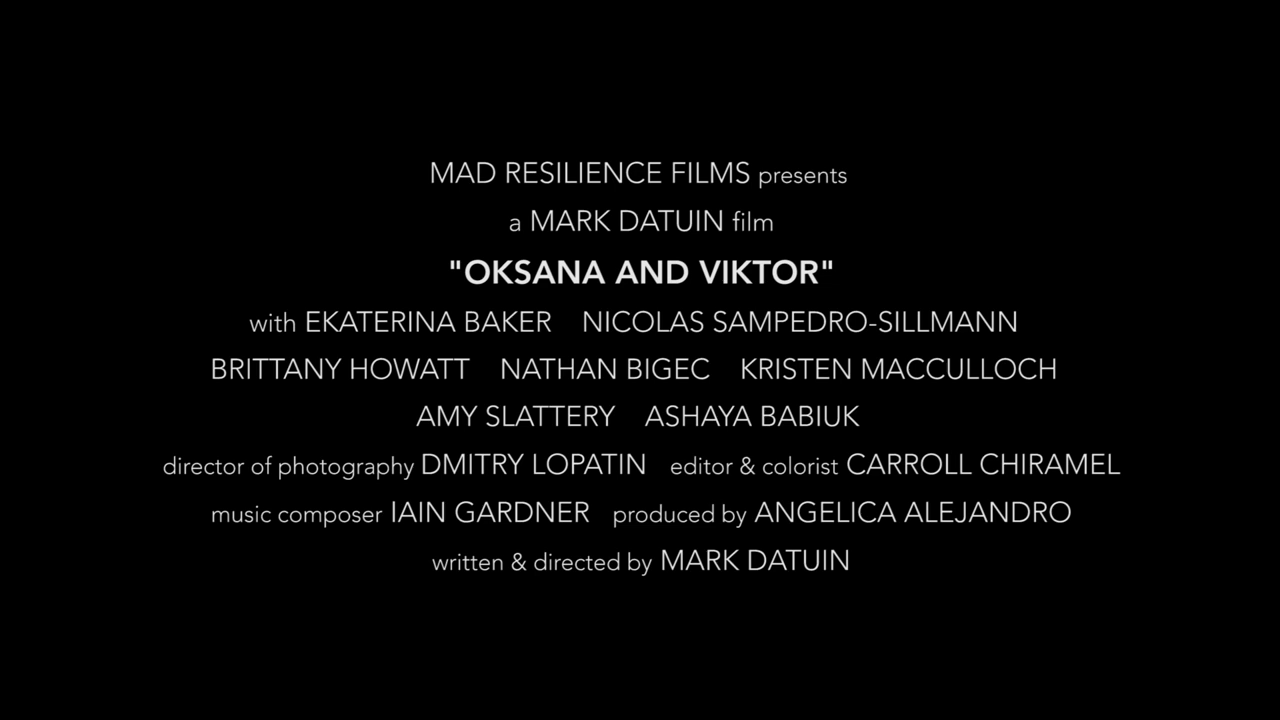 MAD RESILIENCE FILMS presents
a MARK DATUIN film
"OKSANA AND VIKTOR"
with EKATERINA BAKER NICOLAS SAMPEDRO-SILLMANN
BRITTANY HOWATT NATHAN BIGEC KRISTEN MACCULLOCH
AMY SLATTERY ASHAYA BABIUK
director of photography DMITRY LOPATIN editor & colorist CARROLL CHIRAMEL
music composer IAIN GARDNER produced by ANGELICA ALEJANDRO
written & directed by MARK DATUIN